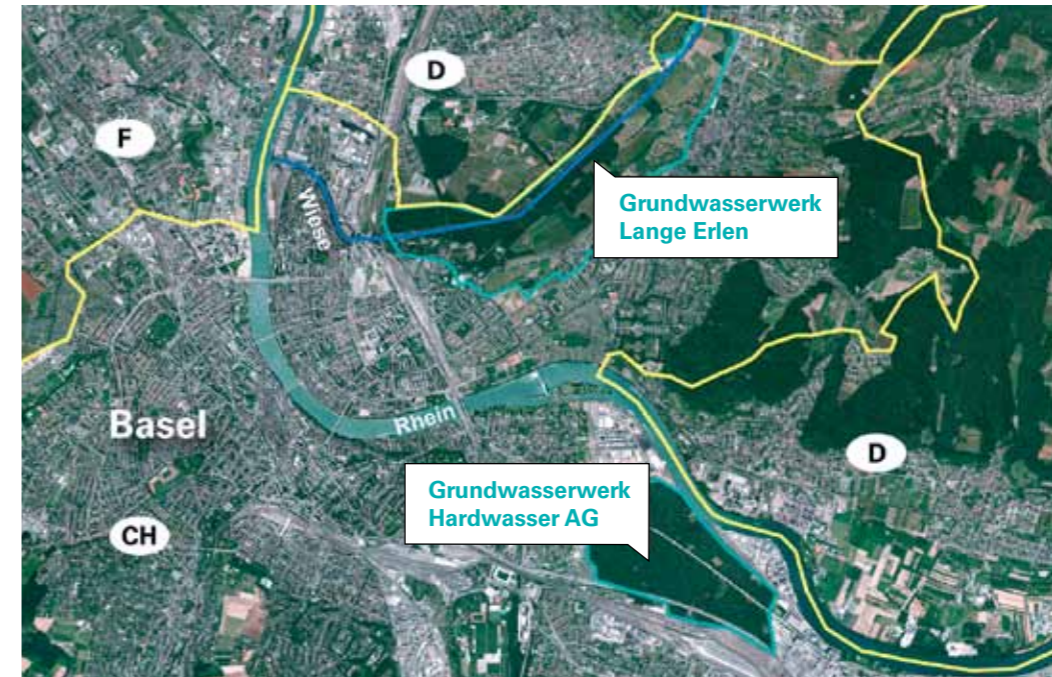 D
F
Wiese
Grundwasserwerk
Lange Erlen
Basel
Rhein
D
Grundwasserwerk
Hardwasser AG
CH